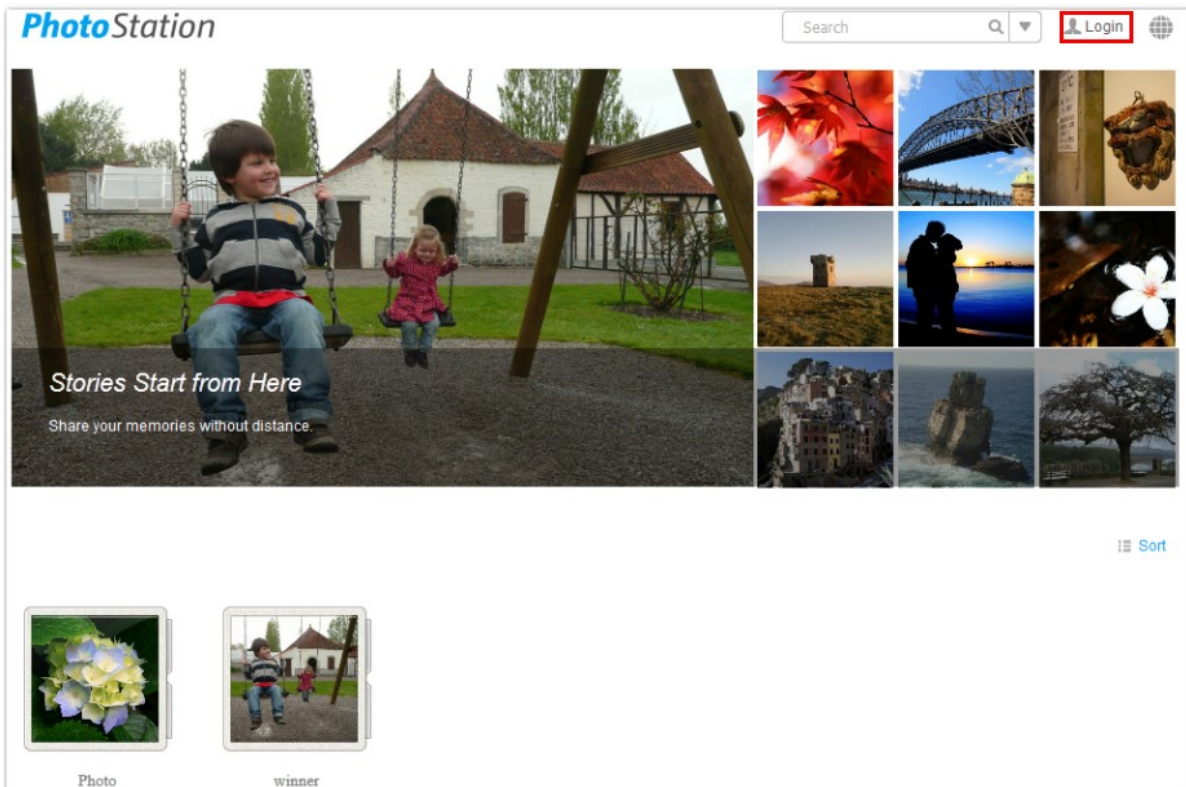 PhotoStation
Search
Login
Stories Start from Here
Share your memories without distance.
Sort
Photo
winner